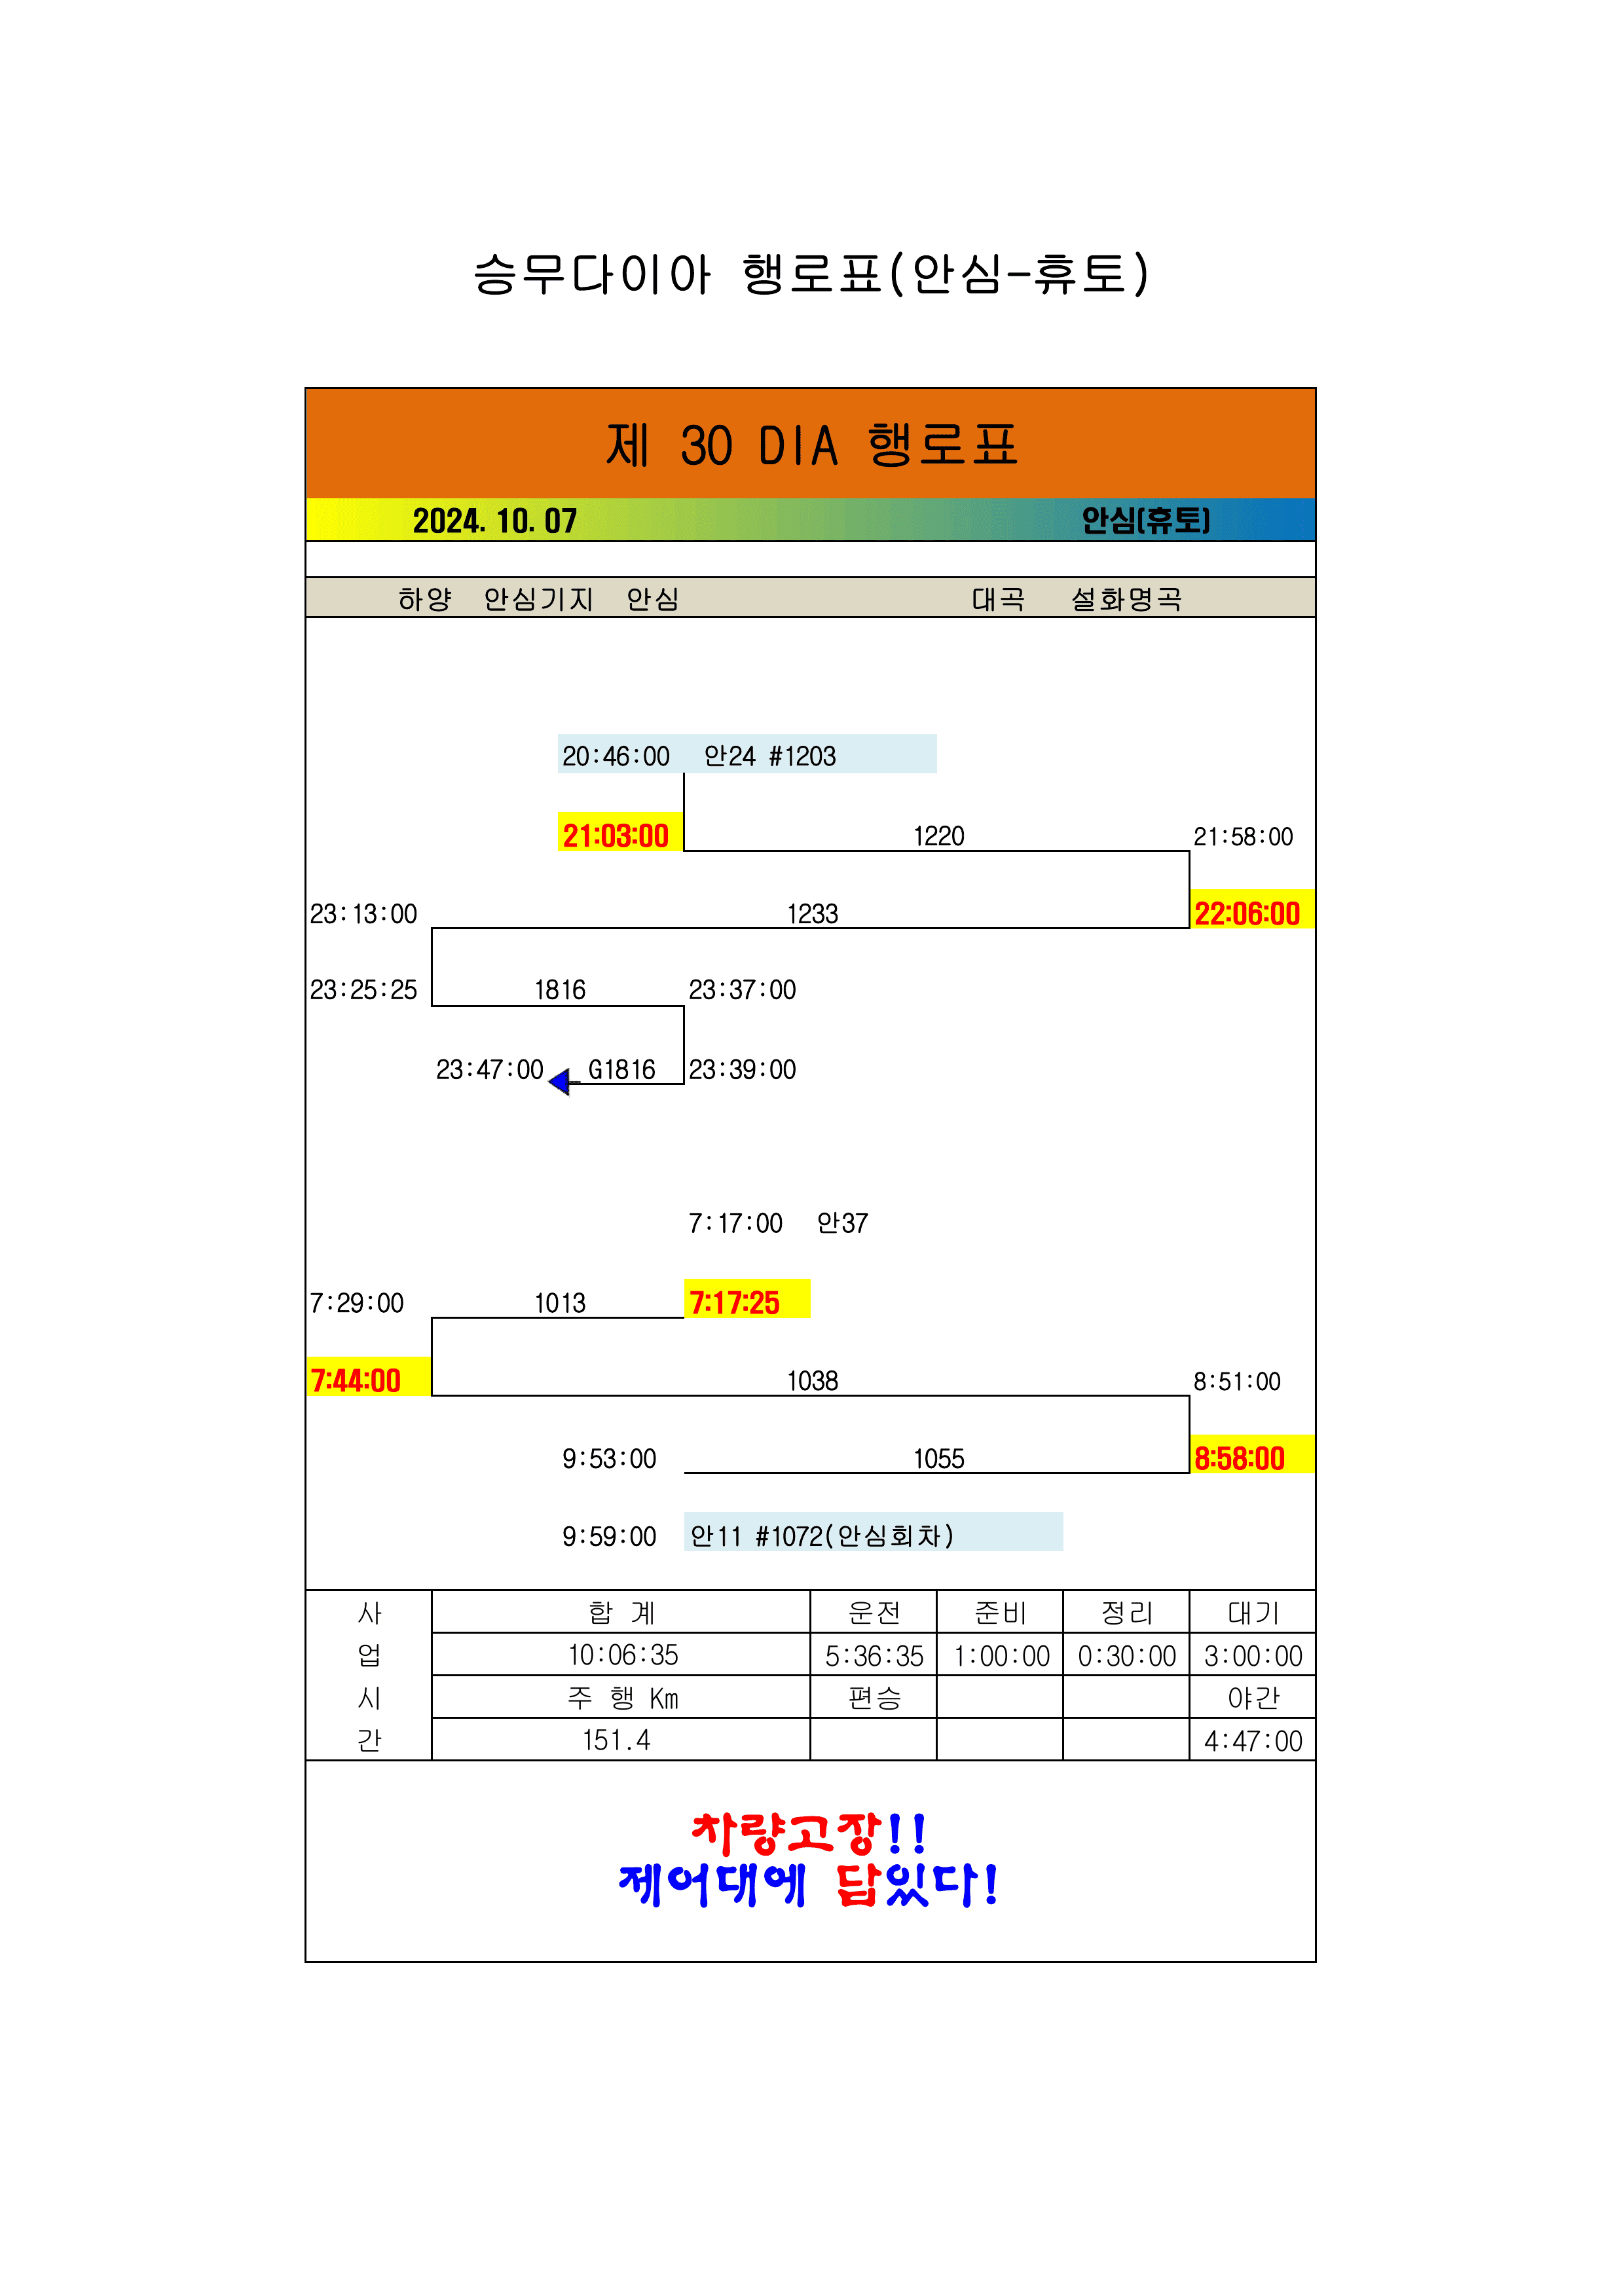 승무다이아 행로표(안심-휴토)
제 30 DIA 행로표
2024. 10. 07 안심(휴토)
하양 안심기지 안심 대곡 설화명곡
20:46:00 안24 #1203
21:03:00 1220 21:58:00
23:13:00 1233 22:06:00
23:25:25 1816 23:37:00
23:47:00 G1816 23:39:00
7:17:00 안37
7:29:00 1013 7:17:25
7:44:00 1038 8:51:00
9:53:00 1055 8:58:00
9:59:00 안11 #1072(안심회차)
사 합 계 운전 준비 정리 대기
업 10:06:35 5:36:35 1:00:00 0:30:00 3:00:00
시 주 행 Km 편승 야간
간 151.4 4:47:00
차량고장!!
제어대에 답있다!